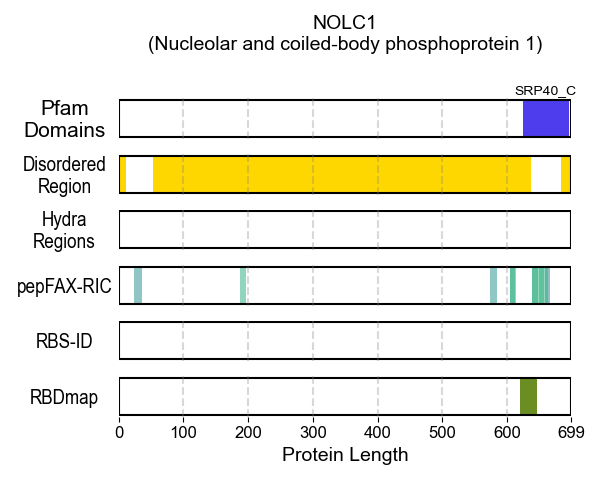 NOLC1
(Nucleolar and coiled-body phosphoprotein 1)
SRP40_C
Pfam
Domains
Disordered
Region
Hydra
Regions
pepFAX-RIC
RBS-ID
RBDmap
0 100 200 300 400 500 600 699
Protein Length